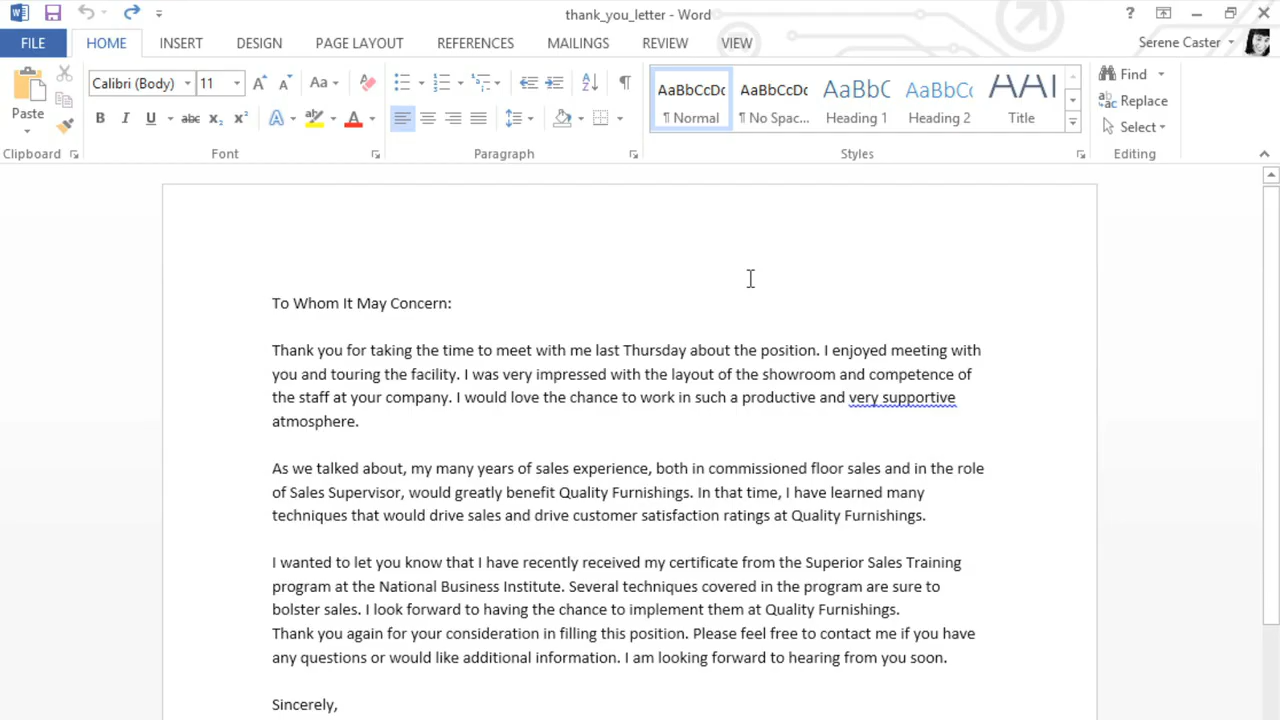 thank_you_letter - Word
?
FILE HOME INSERT DESIGN PAGE LAYOUT REFERENCES MAILINGS REVIEW VIEW Serene Caster
Paste
Calibri (Body) 11
Aa
B I U abc X₂ X² A A
¶
AaBbCcDc AaBbCcDc AaBbC AaBbCc AAI
¶ Normal ¶ No Spac... Heading 1 Heading 2 Title
Find
Replace
Select
Clipboard Font Paragraph Styles Editing
To Whom It May Concern:
Thank you for taking the time to meet with me last Thursday about the position. I enjoyed meeting with
you and touring the facility. I was very impressed with the layout of the showroom and competence of
the staff at your company. I would love the chance to work in such a productive and very supportive
atmosphere.
As we talked about, my many years of sales experience, both in commissioned floor sales and in the role
of Sales Supervisor, would greatly benefit Quality Furnishings. In that time, I have learned many
techniques that would drive sales and drive customer satisfaction ratings at Quality Furnishings.
I wanted to let you know that I have recently received my certificate from the Superior Sales Training
program at the National Business Institute. Several techniques covered in the program are sure to
bolster sales. I look forward to having the chance to implement them at Quality Furnishings.
Thank you again for your consideration in filling this position. Please feel free to contact me if you have
any questions or would like additional information. I am looking forward to hearing from you soon.
Sincerely,